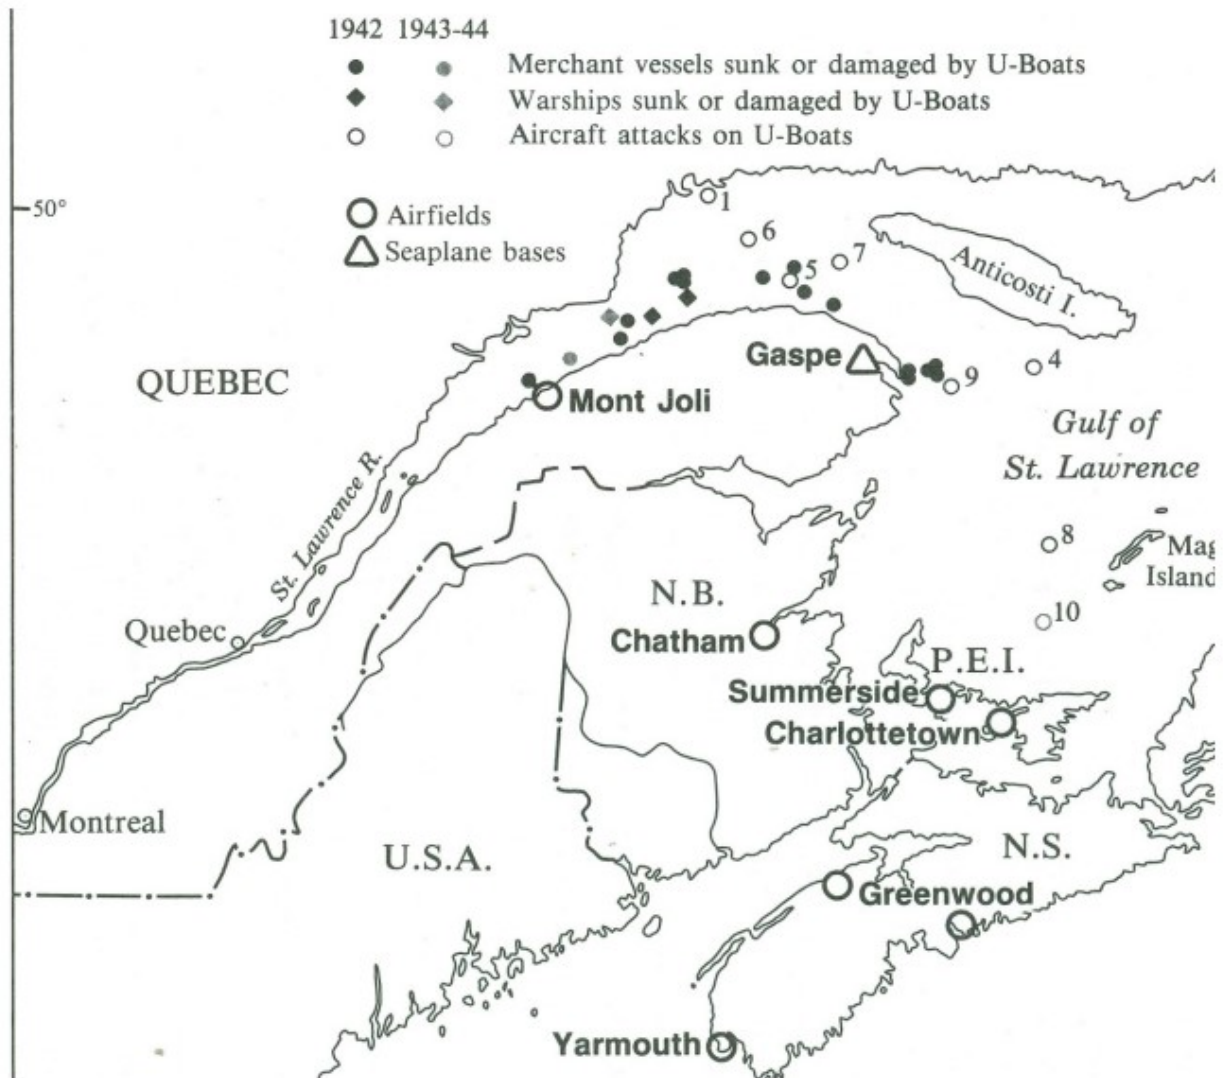 1942 1943-44
Merchant vessels sunk or damaged by U-Boats
Warships sunk or damaged by U-Boats
Aircraft attacks on U-Boats
50°
Airfields
Seaplane bases
1
6
7
5
Anticosti I.
Gaspe
4
9
QUEBEC
Mont Joli
Gulf of
St. Lawrence
St. Lawrence R.
8
Mag
Island
N.B.
10
Quebec
Chatham
P.E.I.
Summerside
Charlottetown
Montreal
U.S.A.
N.S.
Greenwood
Yarmouth